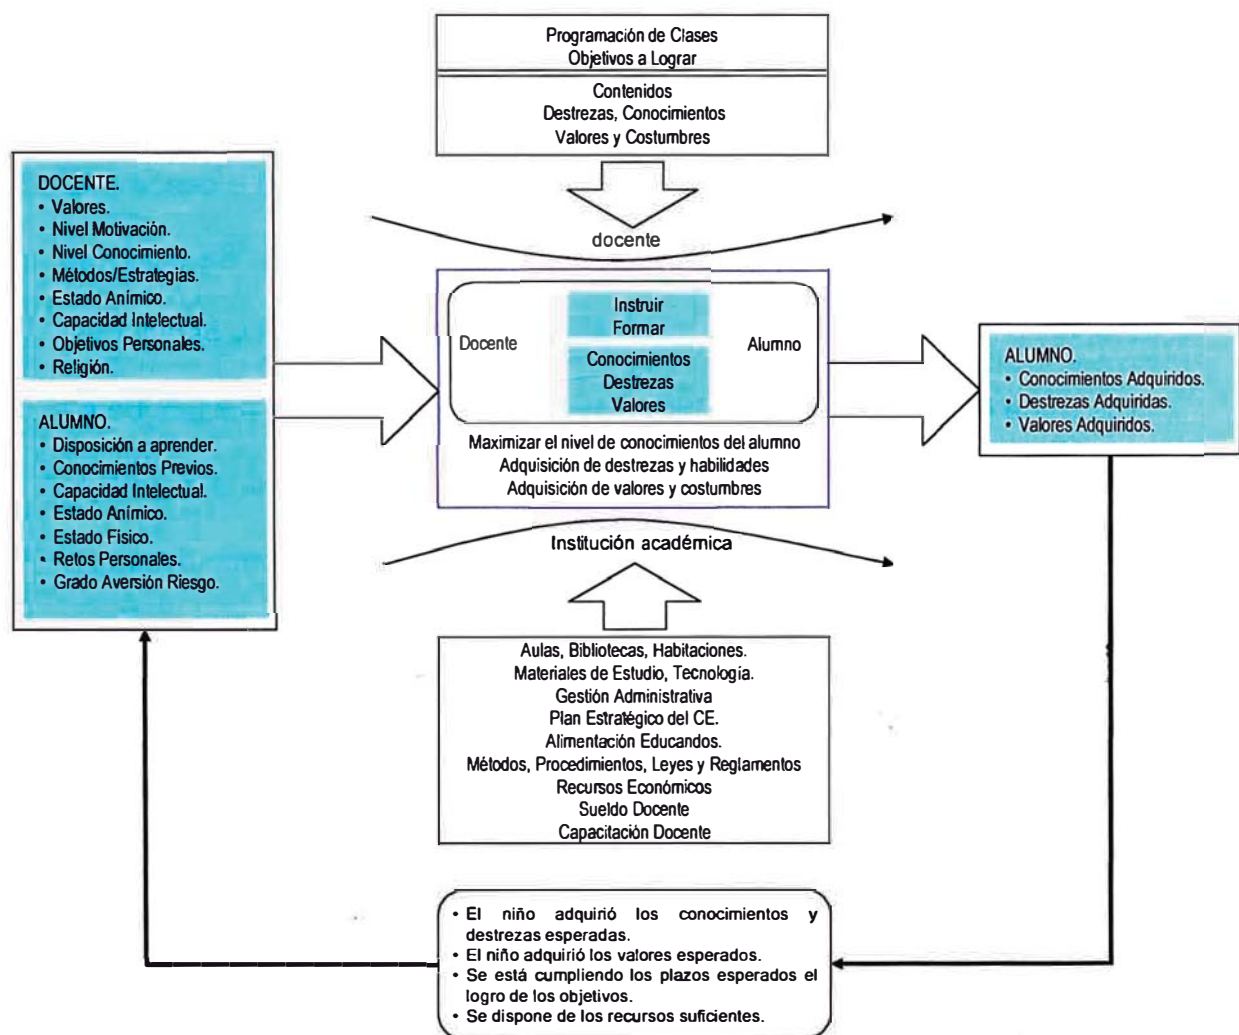 Programación de Clases
Objetivos a Lograr
Contenidos
Destrezas, Conocimientos
Valores y Costumbres
DOCENTE.
• Valores.
• Nivel Motivación.
• Nivel Conocimiento.
• Métodos/Estrategias.
• Estado Anímico.
• Capacidad Intelectual.
• Objetivos Personales.
• Religión.
ALUMNO.
• Disposición a aprender.
• Conocimientos Previos.
• Capacidad Intelectual.
• Estado Anímico.
• Estado Físico.
• Retos Personales.
• Grado Aversión Riesgo.
docente
Instruir
Formar
Docente
Alumno
Conocimientos
Destrezas
Valores
Maximizar el nivel de conocimientos del alumno
Adquisición de destrezas y habilidades
Adquisición de valores y costumbres
ALUMNO.
• Conocimientos Adquiridos.
• Destrezas Adquiridas.
• Valores Adquiridos.
Institución académica
Aulas, Bibliotecas, Habitaciones.
Materiales de Estudio, Tecnología.
Gestión Administrativa
Plan Estratégico del CE.
Alimentación Educandos.
Métodos, Procedimientos, Leyes y Reglamentos
Recursos Económicos
Sueldo Docente
Capacitación Docente
• El niño adquirió los conocimientos y
destrezas esperadas.
• El niño adquirió los valores esperados.
• Se está cumpliendo los plazos esperados el
logro de los objetivos.
• Se dispone de los recursos suficientes.